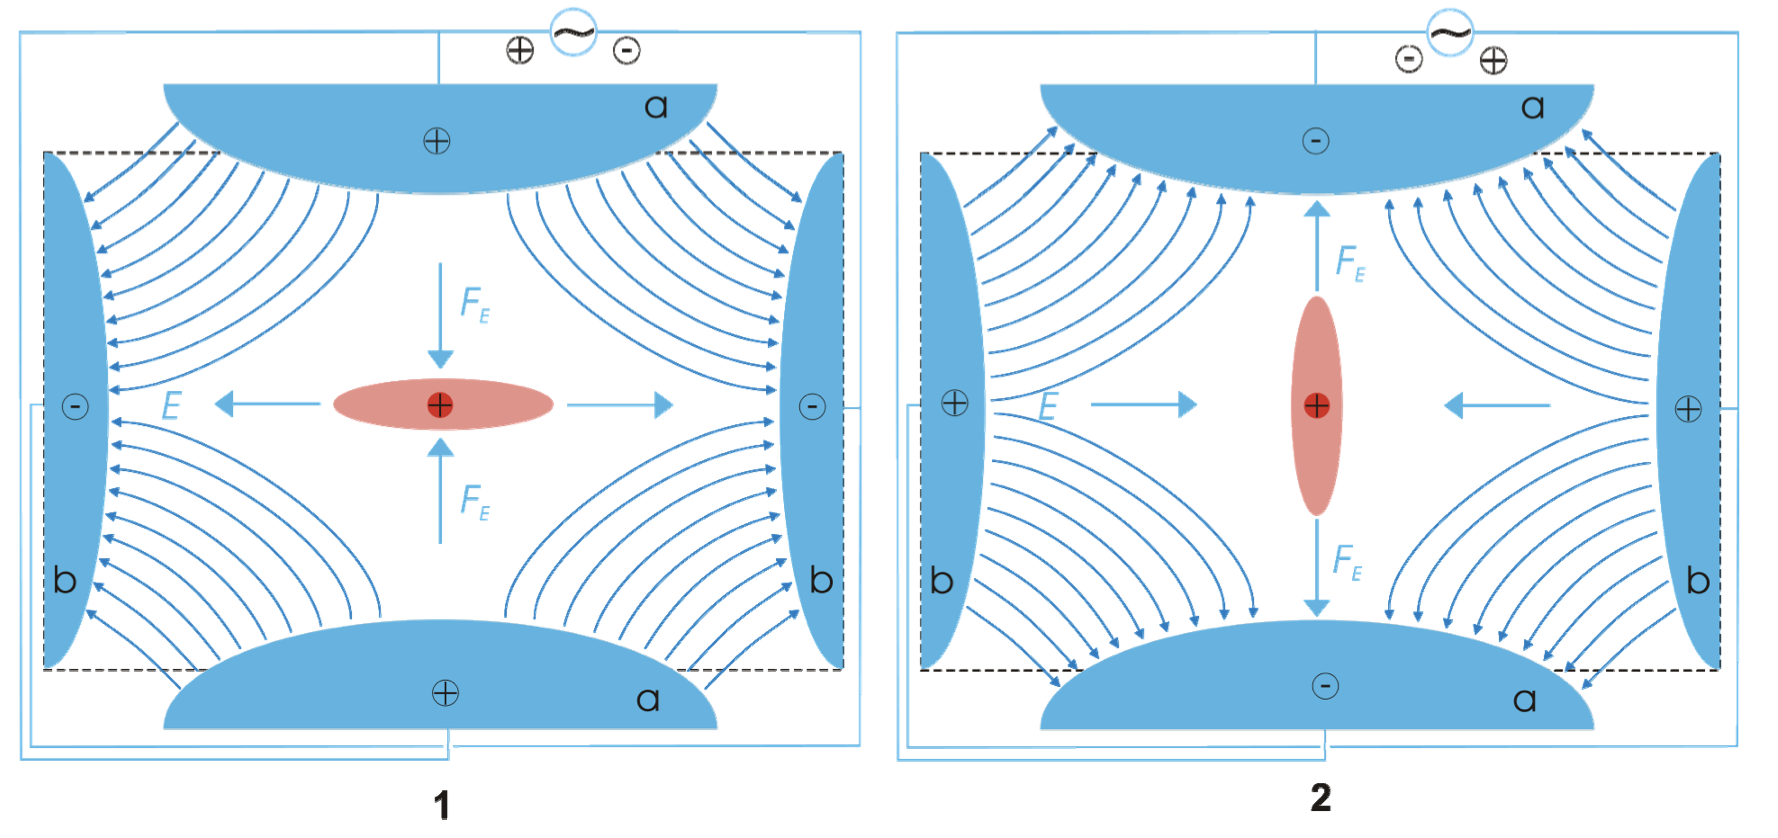 ~
~
⊕ ⊖
⊖ ⊕
a
a
⊕
⊖
F_E
F_E
⊖ E + ⊖
⊕ E + ⊕
F_E
F_E
b b
b b
⊕ a
⊖ a
1
2